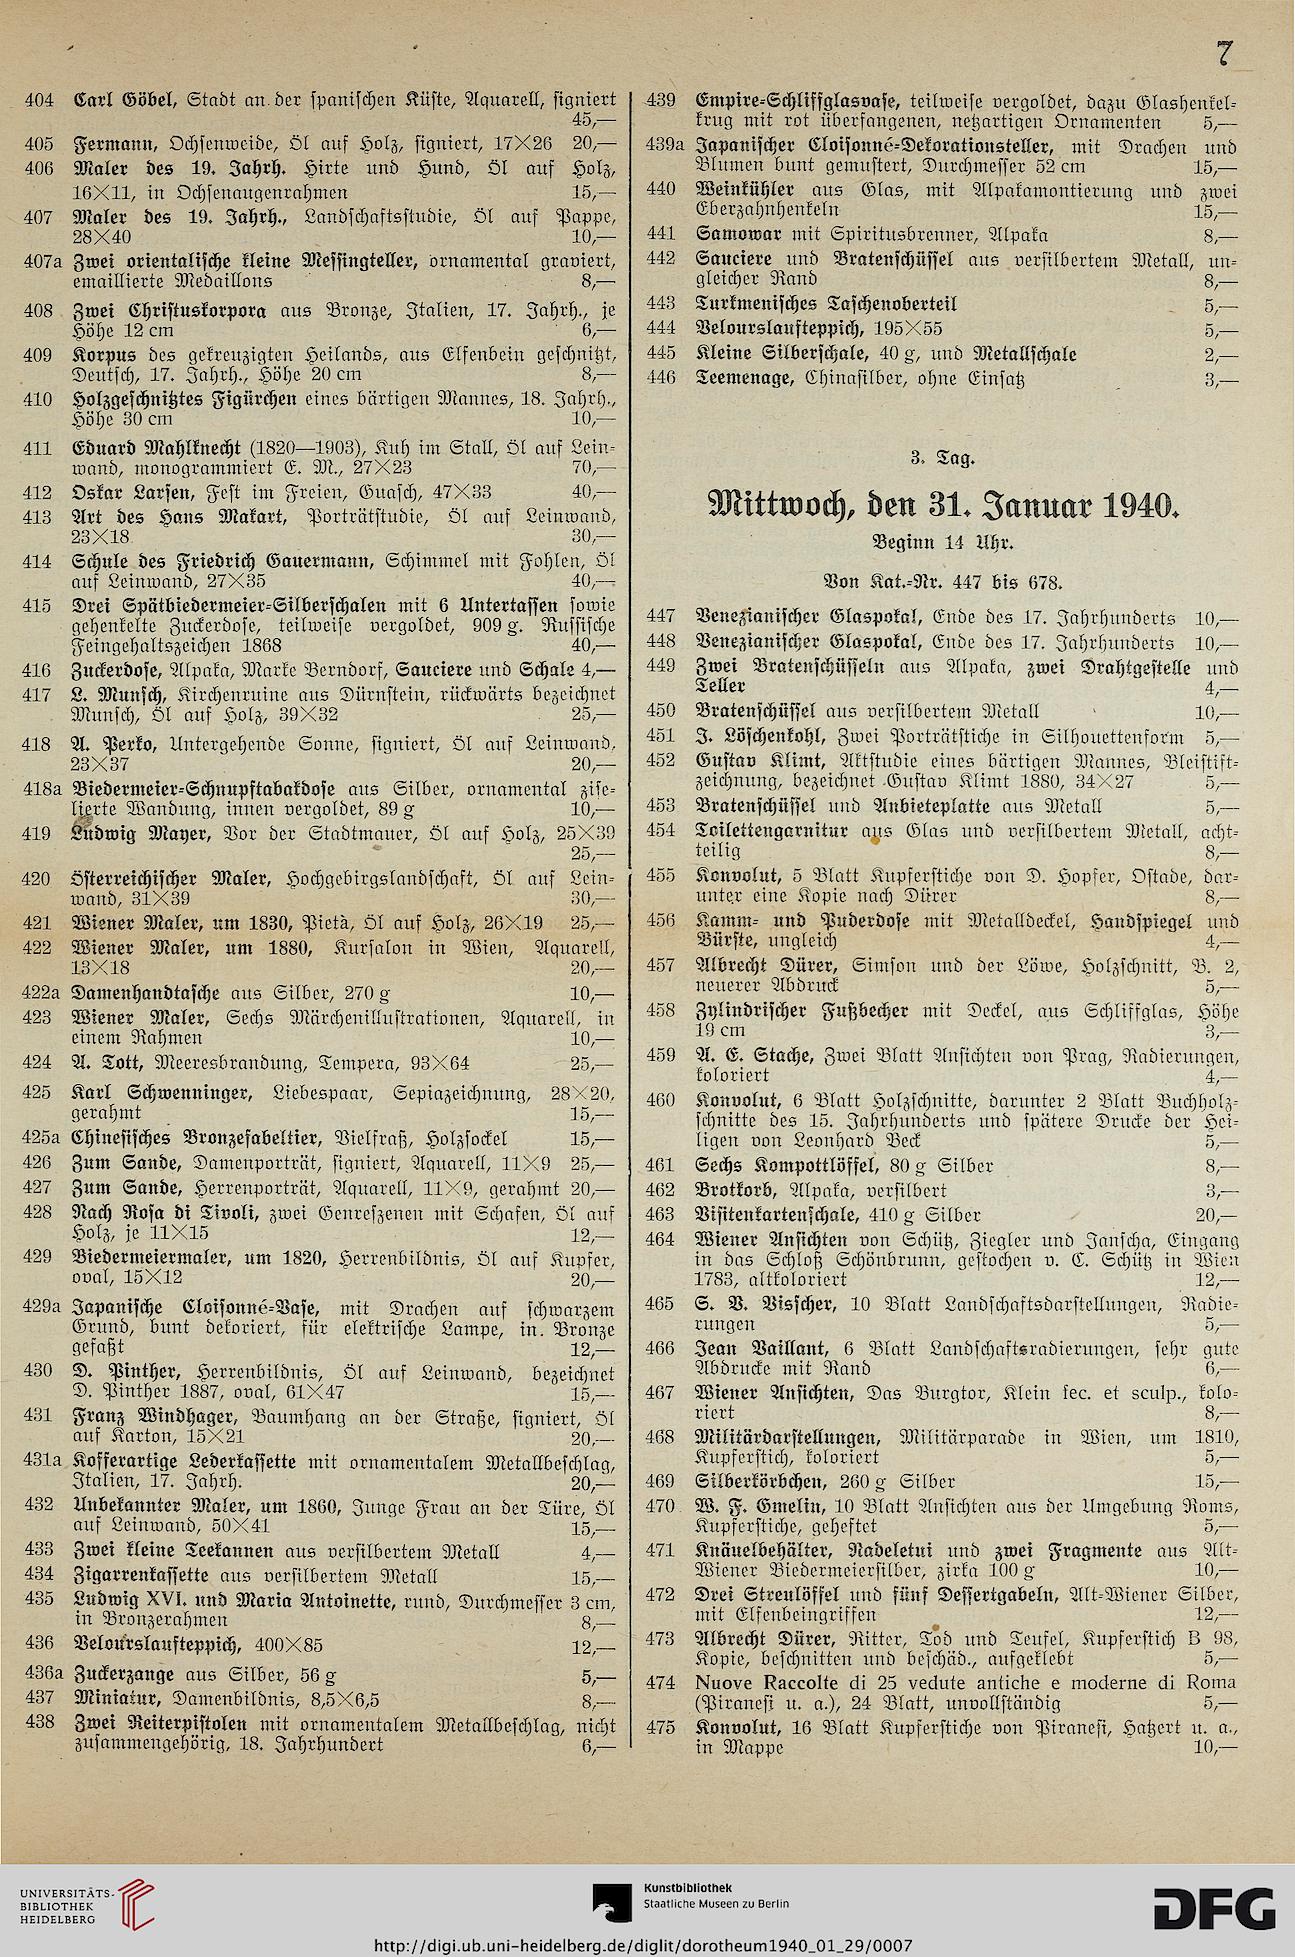 7
404 Carl Göbel, Stadt an der spanischen Küste, Aquarell, signiert
45,—
405 Fermann, Ochsenweide, Öl auf Holz, signiert, 17×26 20,—
406 Maler des 19. Jahrh. Hirte und Hund, Öl auf Holz,
16×11, in Ochsenaugenrahmen 15,—
407 Maler des 19. Jahrh., Landschaftsstudie, Öl auf Pappe,
28×40 10,—
407a Zwei orientalische kleine Messingteller, ornamental graviert,
emaillierte Medaillons 8,—
408 Zwei Christuskorpora aus Bronze, Italien, 17. Jahrh., je
Höhe 12 cm 6,—
409 Korpus des gekreuzigten Heilands, aus Elfenbein geschnitzt,
Deutsch, 17. Jahrh., Höhe 20 cm 8,—
410 Holzgeschnitztes Figürchen eines bärtigen Mannes, 18. Jahrh.,
Höhe 30 cm 10,—
411 Eduard Mahlknecht (1820—1903), Kuh im Stall, Öl auf Lein-
wand, monogrammiert E. M., 27×23 70,—
412 Oskar Larsen, Fest im Freien, Guasch, 47×33 40,—
413 Art des Hans Makart, Porträtstudie, Öl auf Leinwand,
23×18 30,—
414 Schule des Friedrich Gauermann, Schimmel mit Fohlen, Öl
auf Leinwand, 27×35 40,—
415 Drei Spätbiedermeier-Silberschalen mit 6 Untertassen sowie
gehenkelte Zuckerdose, teilweise vergoldet, 909 g. Russische
Feingehaltszeichen 1868 40,—
416 Zuckerdose, Alpaka, Marke Berndorf, Sauciere und Schale 4,—
417 L. Munsch, Kirchenruine aus Dürnstein, rückwärts bezeichnet
Munsch, Öl auf Holz, 39×32 25,—
418 A. Perko, Untergehende Sonne, signiert, Öl auf Leinwand,
23×37 20,—
418a Biedermeier-Schnupftabakdose aus Silber, ornamental zise-
lierte Wandung, innen vergoldet, 89 g 10,—
419 Ludwig Mayer, Vor der Stadtmauer, Öl auf Holz, 25×39
25,—
420 Österreichischer Maler, Hochgebirgslandschaft, Öl auf Lein-
wand, 31×39 30,—
421 Wiener Maler, um 1830, Pietà, Öl auf Holz, 26×19 25,—
422 Wiener Maler, um 1880, Kursalon in Wien, Aquarell,
13×18 20,—
422a Damenhandtasche aus Silber, 270 g 10,—
423 Wiener Maler, Sechs Märchenillustrationen, Aquarell, in
einem Rahmen 10,—
424 A. Tott, Meeresbrandung, Tempera, 93×64 25,—
425 Karl Schwenninger, Liebespaar, Sepiazeichnung, 28×20,
gerahmt 15,—
425a Chinesisches Bronzefabeltier, Vielfraß, Holzsockel 15,—
426 Zum Sande, Damenporträt, signiert, Aquarell, 11×9 25,—
427 Zum Sande, Herrenporträt, Aquarell, 11×9, gerahmt 20,—
428 Nach Rosa di Tivoli, zwei Genreszenen mit Schafen, Öl auf
Holz, je 11×15 12,—
429 Biedermeiermaler, um 1820, Herrenbildnis, Öl auf Kupfer,
oval, 15×12 20,—
429a Japanische Cloisonné-Vase, mit Drachen auf schwarzem
Grund, bunt dekoriert, für elektrische Lampe, in Bronze
gefaßt 12,—
430 D. Pinther, Herrenbildnis, Öl auf Leinwand, bezeichnet
D. Pinther 1887, oval, 61×47 15,—
431 Franz Windhager, Baumhang an der Straße, signiert, Öl
auf Karton, 15×21 20,—
431a Kofferartige Lederkassette mit ornamentalem Metallbeschlag,
Italien, 17. Jahrh. 20,—
432 Unbekannter Maler, um 1860, Junge Frau an der Türe, Öl
auf Leinwand, 50×41 15,—
433 Zwei kleine Teekannen aus versilbertem Metall 4,—
434 Zigarrenkassette aus versilbertem Metall 15,—
435 Ludwig XVI. und Maria Antoinette, rund, Durchmesser 3 cm,
in Bronzerahmen 8,—
436 Velourslaufteppich, 400×85 12,—
436a Zuckerzange aus Silber, 56 g 5,—
437 Miniatur, Damenbildnis, 8,5×6,5 8,—
438 Zwei Reiterpistolen mit ornamentalem Metallbeschlag, nicht
zusammengehörig, 18. Jahrhundert 6,—
439 Empire-Schliffglasvase, teilweise vergoldet, dazu Glashenkel-
krug mit rot überfangenen, netzartigen Ornamenten 5,—
439a Japanischer Cloisonné-Dekorationsteller, mit Drachen und
Blumen bunt gemustert, Durchmesser 52 cm 15,—
440 Weinkühler aus Glas, mit Alpakamontierung und zwei
Eberzahnhenkeln 15,—
441 Samowar mit Spiritusbrenner, Alpaka 8,—
442 Sauciere und Bratenschüssel aus versilbertem Metall, un-
gleicher Rand 8,—
443 Turkmenisches Taschenoberteil 5,—
444 Velourslaufteppich, 195×55 5,—
445 Kleine Silberschale, 40 g, und Metallschale 2,—
446 Teemenage, Chinasilber, ohne Einsatz 3,—
3. Tag.
Mittwoch, den 31. Januar 1940.
Beginn 14 Uhr.
Von Kat.-Nr. 447 bis 678.
447 Venezianischer Glaspokal, Ende des 17. Jahrhunderts 10,—
448 Venezianischer Glaspokal, Ende des 17. Jahrhunderts 10,—
449 Zwei Bratenschüsseln aus Alpaka, zwei Drahtgestelle und
Teller 4,—
450 Bratenschüssel aus versilbertem Metall 10,—
451 J. Löschenkohl, Zwei Porträtstiche in Silhouettenform 5,—
452 Gustav Klimt, Aktstudie eines bärtigen Mannes, Bleistift-
zeichnung, bezeichnet Gustav Klimt 1880, 34×27 5,—
453 Bratenschüssel und Anbieteplatte aus Metall 5,—
454 Toilettengarnitur aus Glas und versilbertem Metall, acht-
teilig 8,—
455 Konvolut, 5 Blatt Kupferstiche von D. Hopfer, Ostade, dar-
unter eine Kopie nach Dürer 8,—
456 Kamm- und Puderdose mit Metalldeckel, Handspiegel und
Bürste, ungleich 4,—
457 Albrecht Dürer, Simson und der Löwe, Holzschnitt, B. 2,
neuerer Abdruck 5,—
458 Zylindrischer Fußbecher mit Deckel, aus Schliffglas, Höhe
19 cm 3,—
459 A. E. Stache, Zwei Blatt Ansichten von Prag, Radierungen,
koloriert 4,—
460 Konvolut, 6 Blatt Holzschnitte, darunter 2 Blatt Buchholz-
schnitte des 15. Jahrhunderts und spätere Drucke der Hei-
ligen von Leonhard Beck 5,—
461 Sechs Kompottlöffel, 80 g Silber 8,—
462 Brotkorb, Alpaka, versilbert 3,—
463 Visitenkartenschale, 410 g Silber 20,—
464 Wiener Ansichten von Schütz, Ziegler und Janscha, Eingang
in das Schloß Schönbrunn, gestochen v. C. Schütz in Wien
1783, altkoloriert 12,—
465 S. V. Visscher, 10 Blatt Landschaftsdarstellungen, Radie-
rungen 5,—
466 Jean Vaillant, 6 Blatt Landschaftsradierungen, sehr gute
Abdrucke mit Rand 6,—
467 Wiener Ansichten, Das Burgtor, Klein fec. et sculp., kolo-
riert 8,—
468 Militärdarstellungen, Militärparade in Wien, um 1810,
Kupferstich, koloriert 5,—
469 Silberkörbchen, 260 g Silber 15,—
470 W. F. Gmelin, 10 Blatt Ansichten aus der Umgebung Roms,
Kupferstiche, geheftet 5,—
471 Knäuelbehälter, Nadeletui und zwei Fragmente aus Alt-
Wiener Biedermeiersilber, zirka 100 g 10,—
472 Drei Streulöffel und fünf Dessertgabeln, Alt-Wiener Silber,
mit Elfenbeingriffen 12,—
473 Albrecht Dürer, Ritter, Tod und Teufel, Kupferstich B 98,
Kopie, beschnitten und beschäd., aufgeklebt 5,—
474 Nuove Raccolte di 25 vedute antiche e moderne di Roma
(Piranesi u. a.), 24 Blatt, unvollständig 5,—
475 Konvolut, 16 Blatt Kupferstiche von Piranesi, Hatzert u. a.,
in Mappe 10,—
UNIVERSITÄTS-
BIBLIOTHEK
HEIDELBERG
Kunstbibliothek
Staatliche Museen zu Berlin
DFG
http://digi.ub.uni-heidelberg.de/diglit/dorotheum1940_01_29/0007